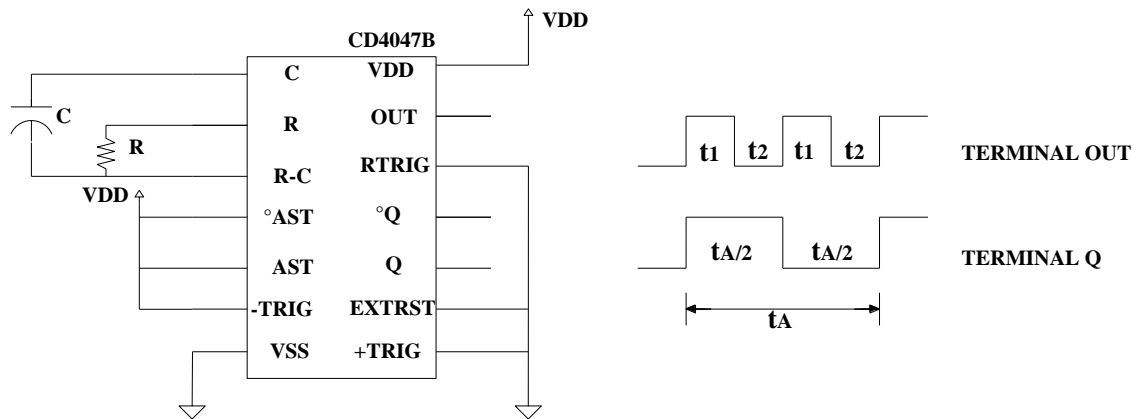 VDD
CD4047B
C VDD
C
R OUT
R
t1 t2 t1 t2 TERMINAL OUT
R-C RTRIG
VDD
°AST °Q
tA/2 tA/2 TERMINAL Q
AST Q
-TRIG EXTRST
tA
VSS +TRIG